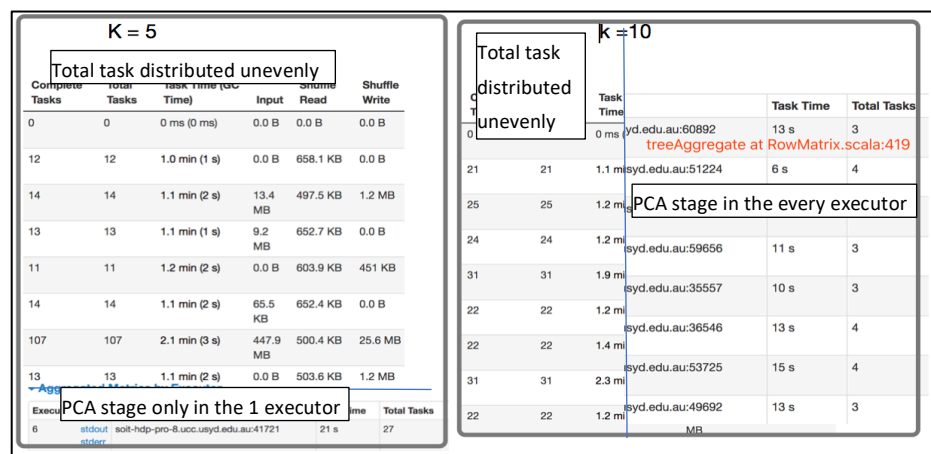 K = 5
Total task distributed unevenly
Complete Tasks Total Tasks Task Time (GC Time) Input Shuffle Read Shuffle Write
0 0 0 ms (0 ms) 0.0 B 0.0 B 0.0 B
12 12 1.0 min (1 s) 0.0 B 658.1 KB 0.0 B
14 14 1.1 min (2 s) 13.4 MB 497.5 KB 1.2 MB
13 13 1.1 min (1 s) 9.2 MB 652.7 KB 0.0 B
11 11 1.2 min (2 s) 0.0 B 603.9 KB 451 KB
14 14 1.1 min (2 s) 65.5 KB 652.4 KB 0.0 B
107 107 2.1 min (3 s) 447.9 MB 500.4 KB 25.6 MB
13 13 1.1 min (2 s) 0.0 B 503.6 KB 1.2 MB
Aggregated Metrics by Executor
PCA stage only in the 1 executor
Total Tasks
6 stdout soit-hdp-pro-8.ucc.usyd.edu.au:41721 21 s 27
stderr
k =10
Total task
distributed
unevenly
Task Time
Task Time Total Tasks
0 0 ms yd.edu.au:60892 13 s 3
treeAggregate at RowMatrix.scala:419
21 21 1.1 mi syd.edu.au:51224 6 s 4
25 25 1.2 mi
PCA stage in the every executor
24 24 1.2 mi syd.edu.au:59656 11 s 3
31 31 1.9 mi
syd.edu.au:35557 10 s 3
22 22 1.2 mi
syd.edu.au:36546 13 s 4
22 22 1.4 mi
syd.edu.au:53725 15 s 4
31 31 2.3 mi
22 22 1.2 mi syd.edu.au:49692 13 s 3
MB